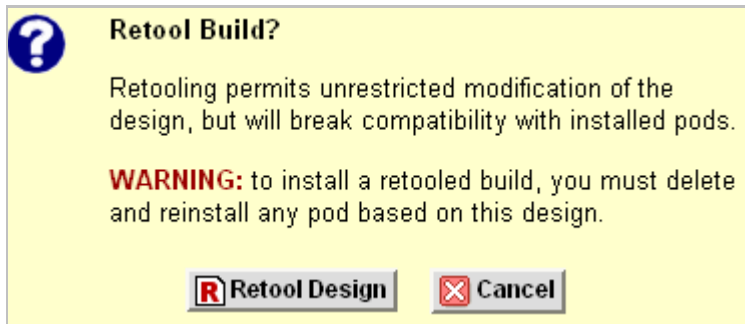 Retool Build?
Retooling permits unrestricted modification of the
design, but will break compatibility with installed pods.
WARNING: to install a retooled build, you must delete
and reinstall any pod based on this design.
R Retool Design Cancel